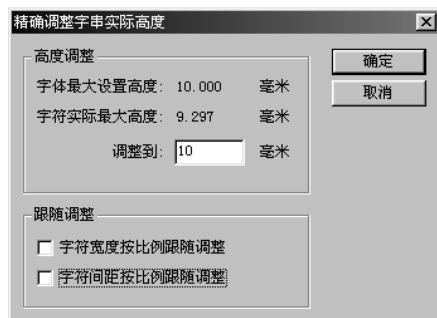 精确调整字串实际高度
高度调整
字体最大设置高度: 10.000 毫米
字符实际最大高度: 9.297 毫米
调整到: 10 毫米
确定
取消
跟随调整
字符宽度按比例跟随调整
字符间距按比例跟随调整